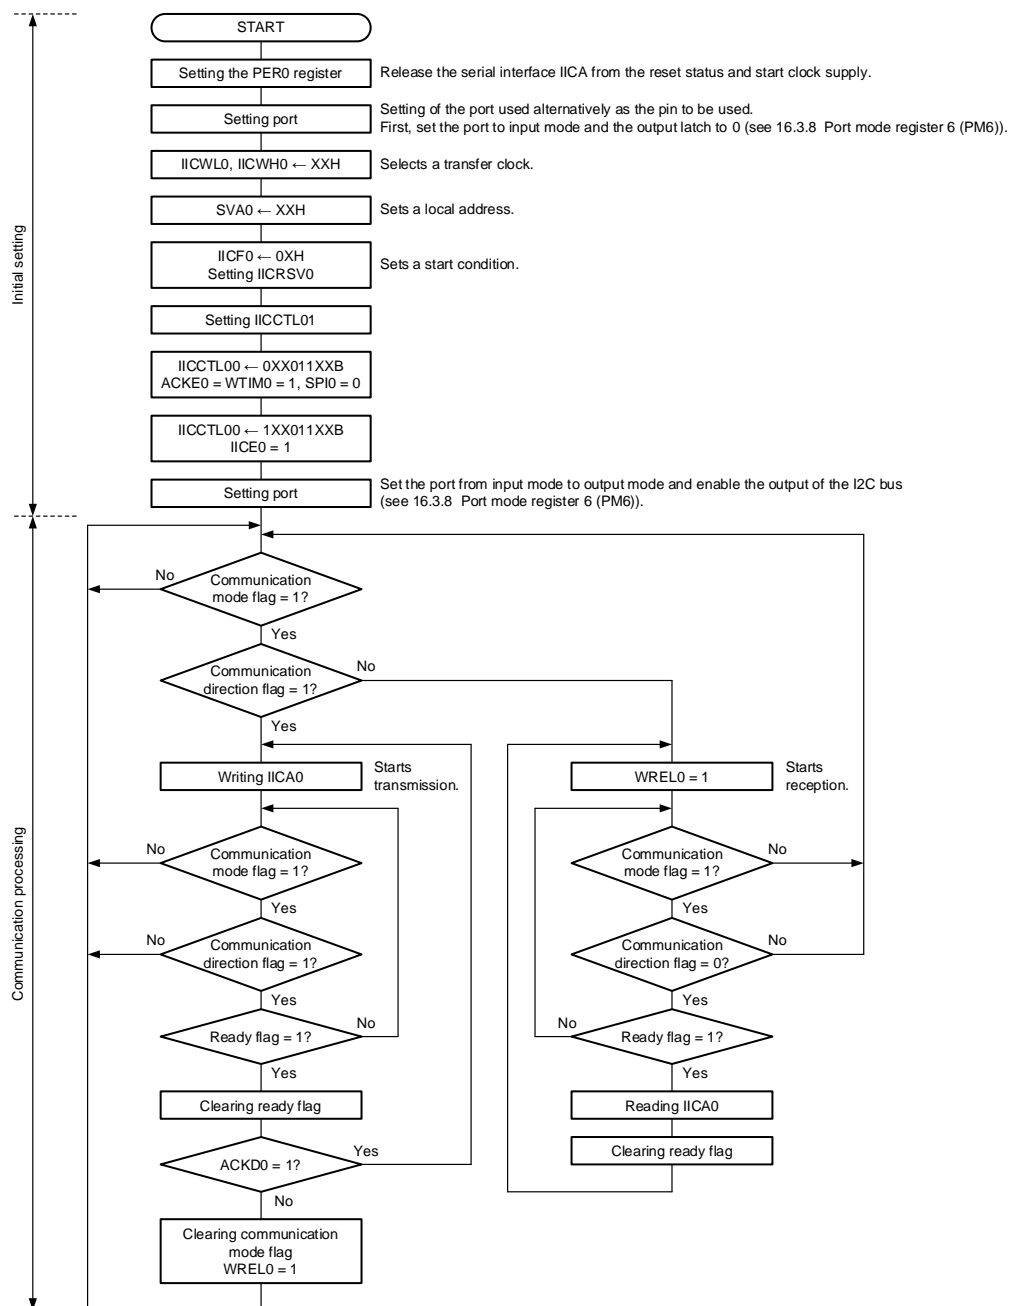 START
Setting the PER0 register
Release the serial interface IICA from the reset status and start clock supply.
Setting port
Setting of the port used alternatively as the pin to be used.
First, set the port to input mode and the output latch to 0 (see 16.3.8 Port mode register 6 (PM6)).
IICWL0, IICWH0 ← XXH
Selects a transfer clock.
SVA0 ← XXH
Sets a local address.
IICF0 ← 0XH
Setting IICRSV0
Sets a start condition.
Initial setting
Setting IICCTL01
IICCTL00 ← 0XX011XXB
ACKE0 = WTIM0 = 1, SPI0 = 0
IICCTL00 ← 1XX011XXB
IICE0 = 1
Setting port
Set the port from input mode to output mode and enable the output of the I2C bus
(see 16.3.8 Port mode register 6 (PM6)).
No
Communication
mode flag = 1?
Yes
Communication
direction flag = 1?
No
Yes
Writing IICA0
Starts
transmission.
WREL0 = 1
Starts
reception.
Communication processing
No
Communication
mode flag = 1?
Yes
Communication
mode flag = 1?
No
Yes
No
Communication
direction flag = 1?
Yes
Communication
direction flag = 0?
No
Yes
Ready flag = 1?
No
Yes
No
Ready flag = 1?
Yes
Clearing ready flag
Reading IICA0
ACKD0 = 1?
Yes
No
Clearing ready flag
Clearing communication
mode flag
WREL0 = 1